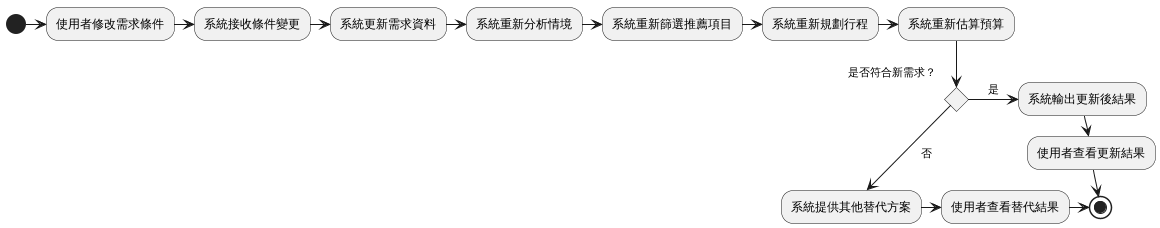 使用者修改需求條件
系統接收條件變更
系統更新需求資料
系統重新分析情境
系統重新篩選推薦項目
系統重新規劃行程
系統重新估算預算
是否符合新需求？
是
系統輸出更新後結果
否
使用者查看更新結果
系統提供其他替代方案
使用者查看替代結果